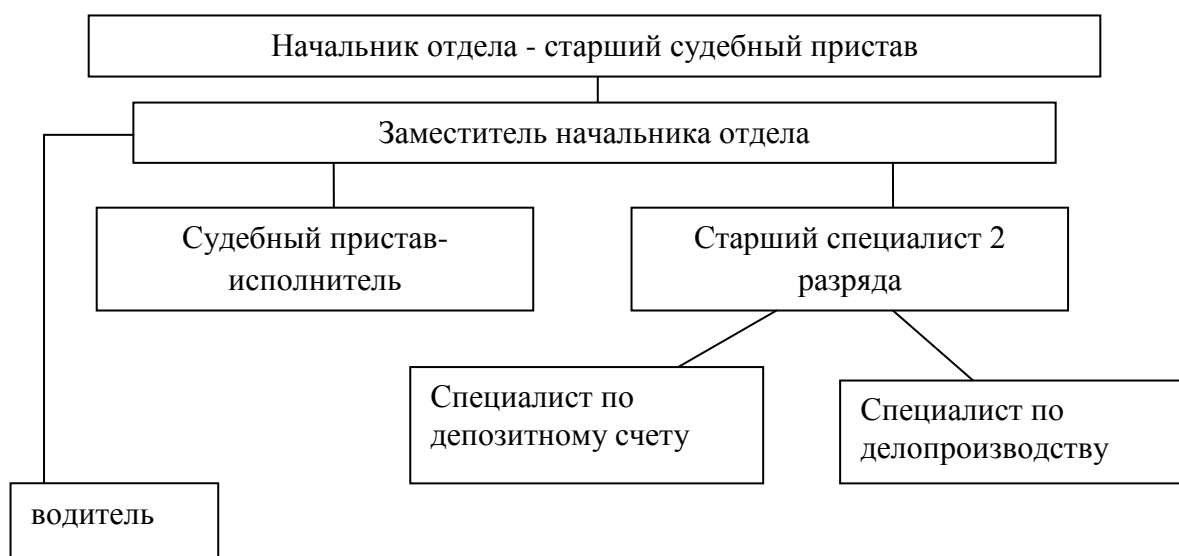 Начальник отдела - старший судебный пристав
Заместитель начальника отдела
Судебный пристав-
исполнитель
Старший специалист 2
разряда
Специалист по
депозитному счету
Специалист по
делопроизводству
водитель